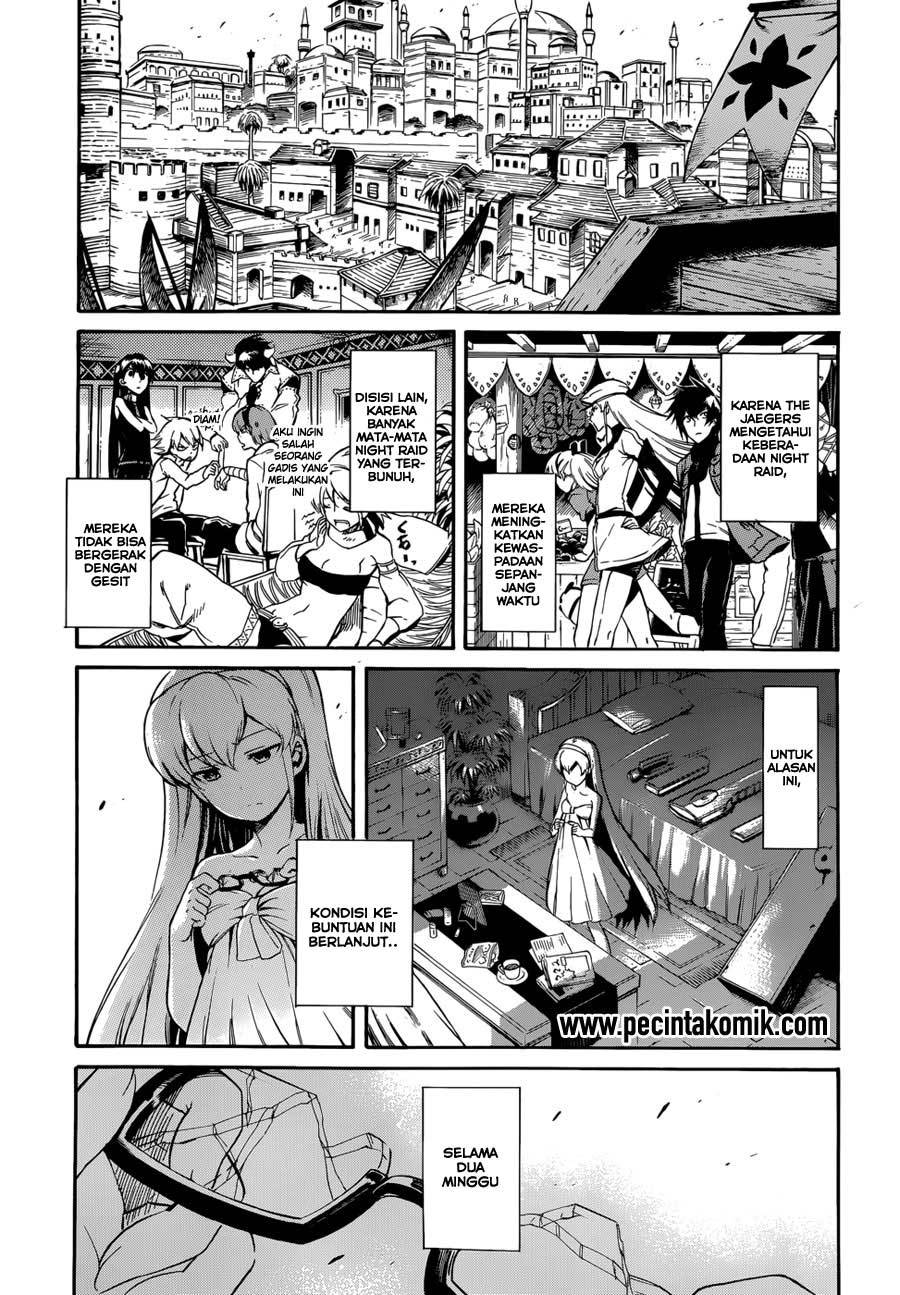 KARENA THE
JAEGERS
MENGETAHUI
KEBERA-
DAAN NIGHT
RAID,
MEREKA
MENING-
KATKAN
KEWAS-
PADAAN
SEPAN-
JANG
WAKTU
DISISI LAIN,
KARENA
BANYAK
MATA-MATA
NIGHT RAID
YANG TER-
BUNUH,
DIAM!
AKU INGIN
SALAH
SEORANG
GADIS YANG
MELAKUKAN
INI
MEREKA
TIDAK BISA
BERGERAK
DENGAN
GESIT
UNTUK
ALASAN
INI,
KONDISI KE-
BUNTUAN INI
BERLANJUT..
www.pecintakomik.com
SELAMA
DUA
MINGGU